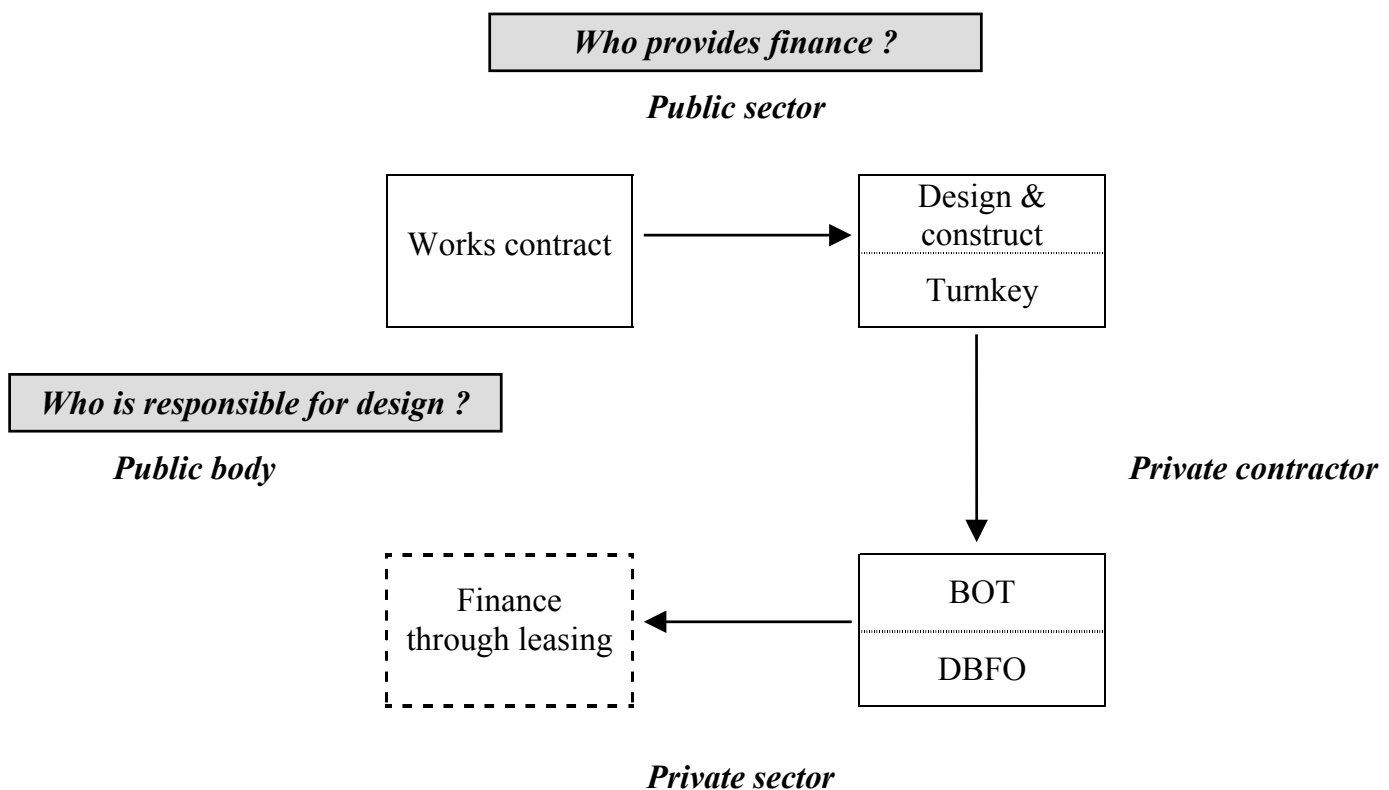 Who provides finance ?
Public sector
Works contract
Design &
construct
Turnkey
Who is responsible for design ?
Public body
Private contractor
Finance
through leasing
BOT
DBFO
Private sector